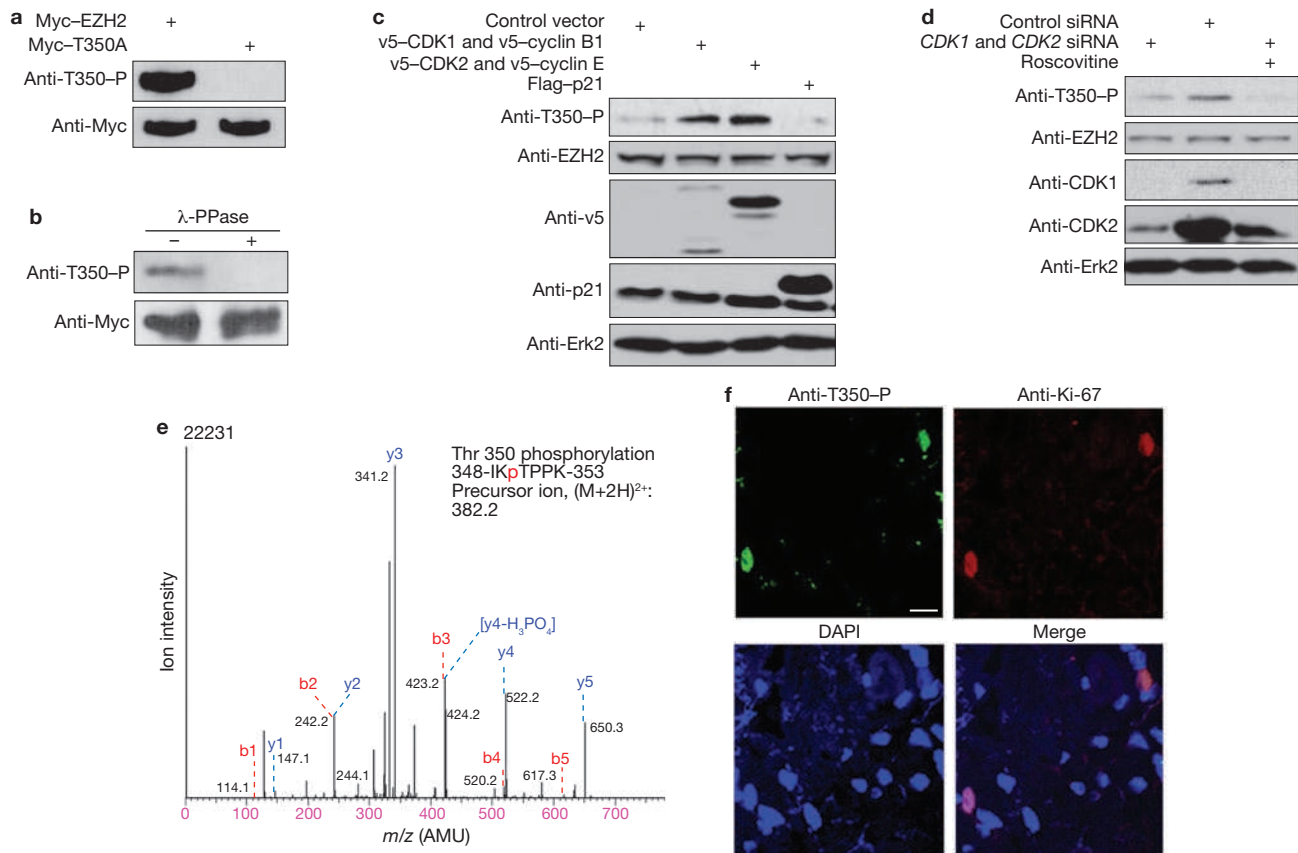 a
Myc–EZH2 +
Myc–T350A +
Anti-T350–P
Anti-Myc
b
λ-PPase
– +
Anti-T350–P
Anti-Myc
c
Control vector +
v5–CDK1 and v5–cyclin B1 +
v5–CDK2 and v5–cyclin E +
Flag–p21 +
Anti-T350–P
Anti-EZH2
Anti-v5
Anti-p21
Anti-Erk2
d
Control siRNA +
CDK1 and CDK2 siRNA + +
Roscovitine +
Anti-T350–P
Anti-EZH2
Anti-CDK1
Anti-CDK2
Anti-Erk2
e
22231
Thr 350 phosphorylation
348-IKpTPPK-353
Precursor ion, (M+2H)2+:
382.2
y3
341.2
[y4-H3PO4]
b3
y4
b2 y2
423.2
522.2
y5
242.2
424.2
650.3
b1 y1
147.1
244.1
b4 b5
114.1
520.2
617.3
Ion intensity
0 100 200 300 400 500 600 700
m/z (AMU)
f
Anti-T350–P Anti-Ki-67
DAPI Merge